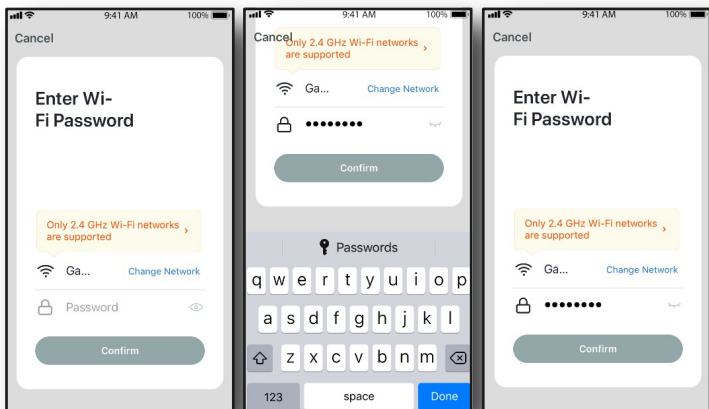 9:41 AM 100%
Cancel
Enter Wi-
Fi Password
Only 2.4 GHz Wi-Fi networks
are supported
Ga... Change Network
Password
Confirm
9:41 AM 100%
Cancel
Only 2.4 GHz Wi-Fi networks
are supported
Ga... Change Network
••••••••
Confirm
Passwords
q w e r t y u i o p
a s d f g h j k l
z x c v b n m
123 space Done
9:41 AM 100%
Cancel
Enter Wi-
Fi Password
Only 2.4 GHz Wi-Fi networks
are supported
Ga... Change Network
••••••••
Confirm